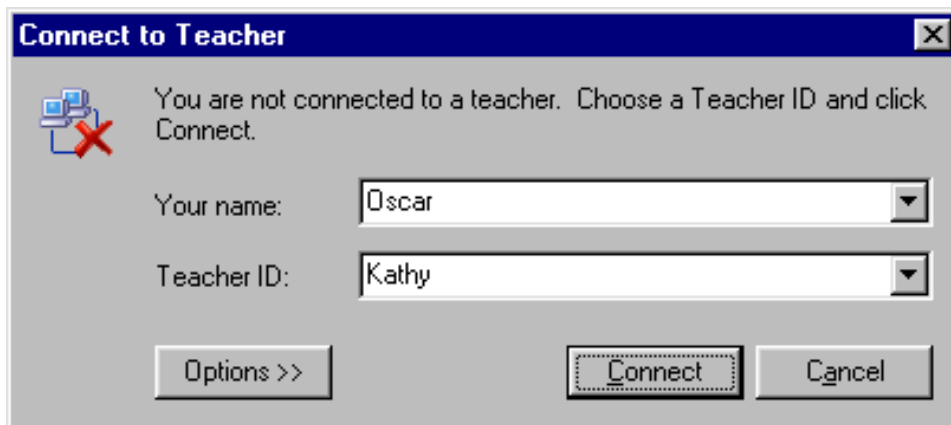 Connect to Teacher
You are not connected to a teacher.  Choose a Teacher ID and click
Connect.
Your name:
Oscar
Teacher ID:
Kathy
Options >>
Connect
Cancel